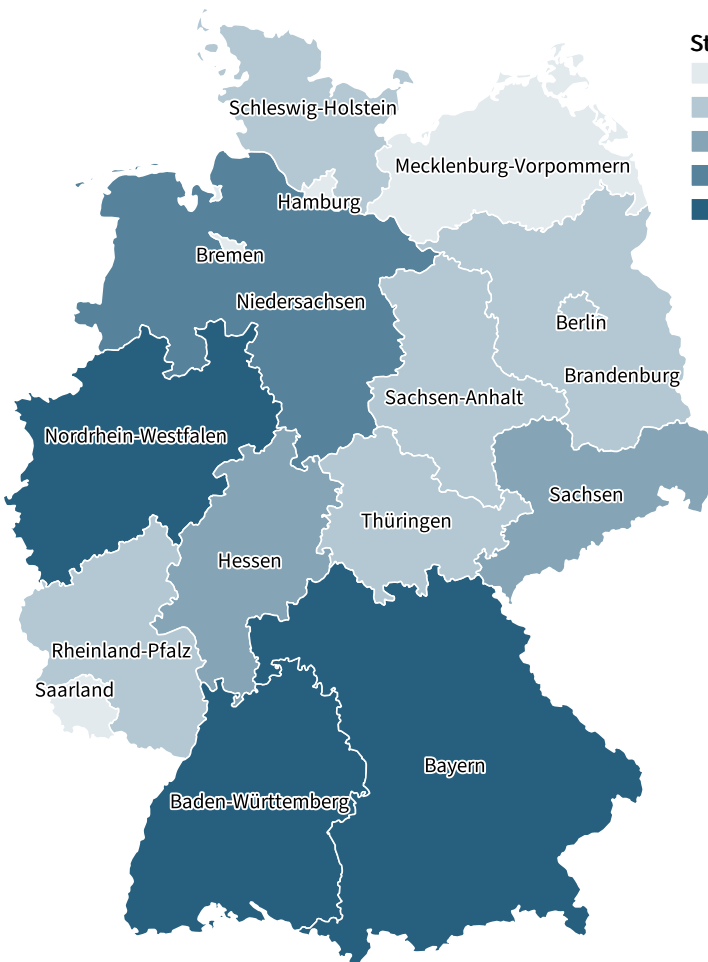 St
Schleswig-Holstein
Mecklenburg-Vorpommern
Hamburg
Bremen
Niedersachsen
Berlin
Brandenburg
Sachsen-Anhalt
Nordrhein-Westfalen
Sachsen
Thüringen
Hessen
Rheinland-Pfalz
Saarland
Bayern
Baden-Württemberg